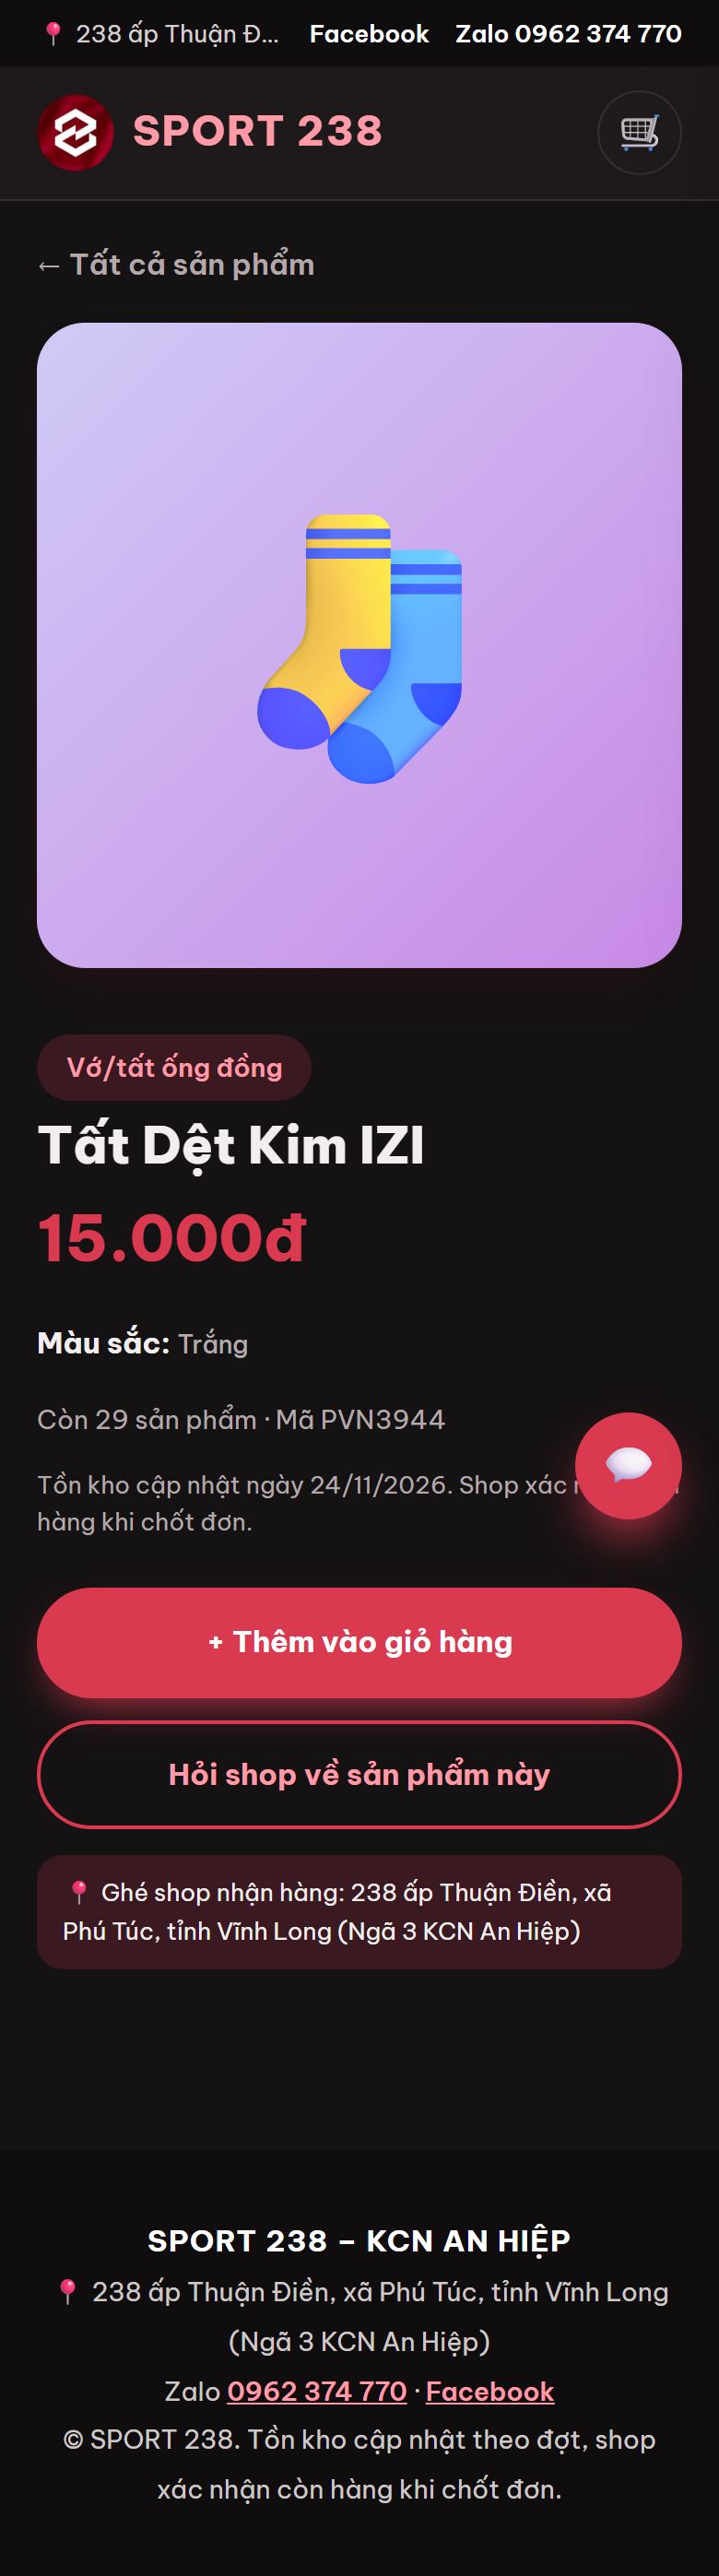 238 ấp Thuận Đ... Facebook Zalo 0962 374 770
SPORT 238
← Tất cả sản phẩm
Vớ/tất ống đồng
Tất Dệt Kim IZI
15.000đ
Màu sắc: Trắng
Còn 29 sản phẩm · Mã PVN3944
Tồn kho cập nhật ngày 24/11/2026. Shop xác
hàng khi chốt đơn.
+ Thêm vào giỏ hàng
Hỏi shop về sản phẩm này
Ghé shop nhận hàng: 238 ấp Thuận Điền, xã
Phú Túc, tỉnh Vĩnh Long (Ngã 3 KCN An Hiệp)
SPORT 238 – KCN AN HIỆP
238 ấp Thuận Điền, xã Phú Túc, tỉnh Vĩnh Long
(Ngã 3 KCN An Hiệp)
Zalo 0962 374 770 · Facebook
© SPORT 238. Tồn kho cập nhật theo đợt, shop
xác nhận còn hàng khi chốt đơn.